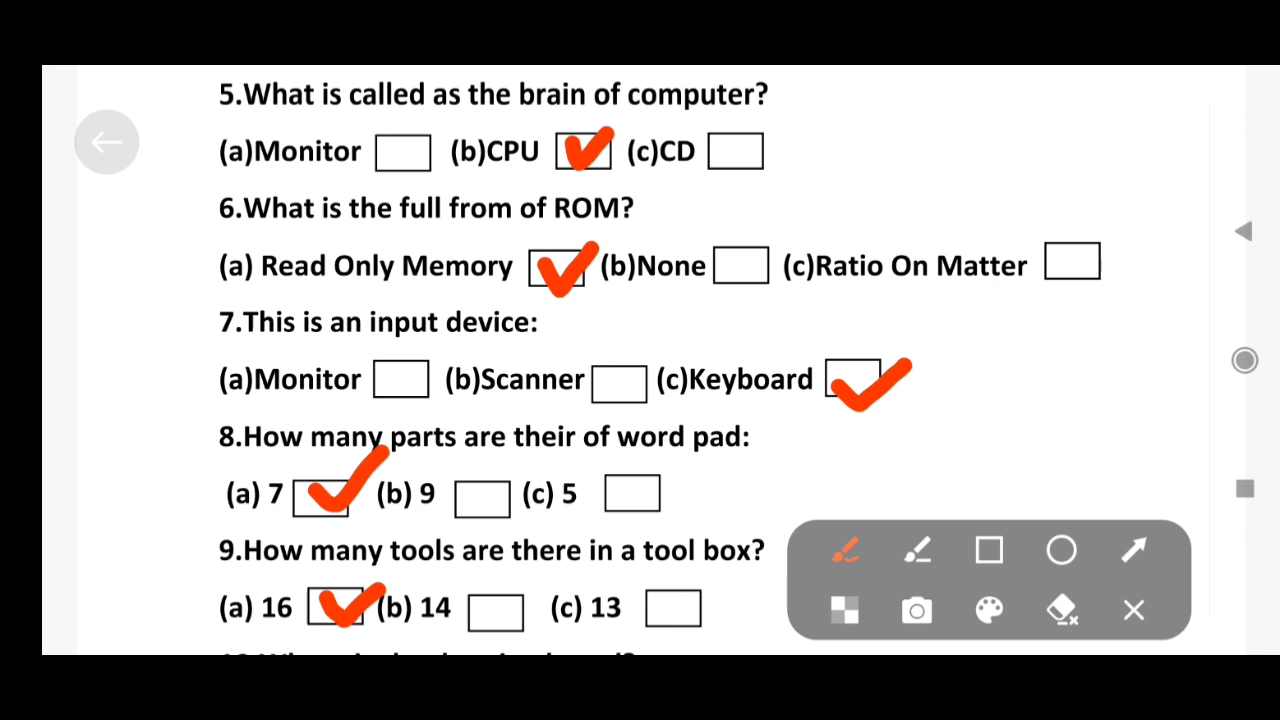 5.What is called as the brain of computer?
(a)Monitor (b)CPU (c)CD
6.What is the full from of ROM?
(a) Read Only Memory (b)None (c)Ratio On Matter
7.This is an input device:
(a)Monitor (b)Scanner (c)Keyboard
8.How many parts are their of word pad:
(a) 7 (b) 9 (c) 5
9.How many tools are there in a tool box?
(a) 16 (b) 14 (c) 13